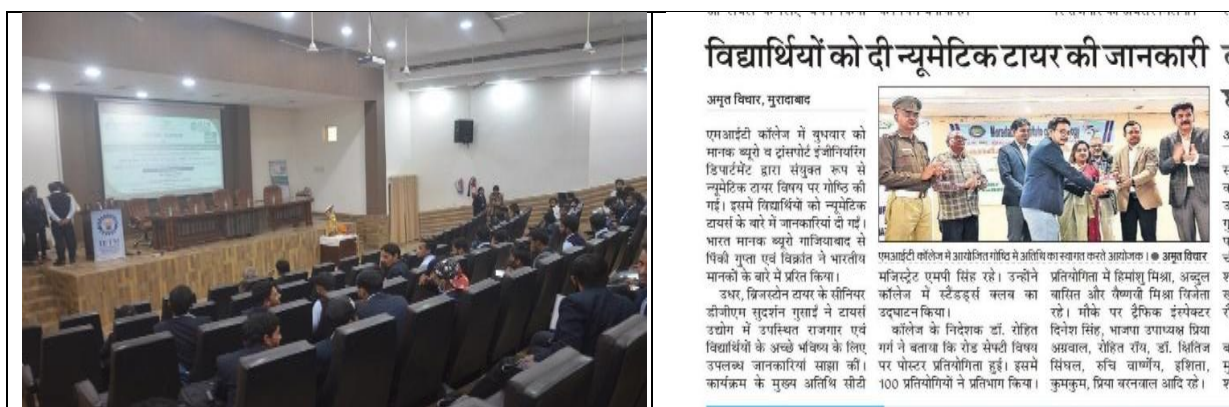 विद्यार्थियों को दी न्यूमेटिक टायर की जानकारी
अमृत विचार, मुरादाबाद
एमआईटी कॉलेज में बुधवार को
मानक ब्यूरो व ट्रांसपोर्ट इंजीनियरिंग
डिपार्टमेंट द्वारा संयुक्त रूप से
न्यूमेटिक टायर विषय पर गोष्ठि की
गई। इसमें विद्यार्थियों को न्यूमेटिक
टायर्स के बारे में जानकारियां दी गईं।
भारत मानक ब्यूरो गाजियाबाद से
पिंकी गुप्ता एवं विक्रांत ने भारतीय
मानकों के बारे में प्ररित किया।
उधर, ब्रिजस्टोन टायर के सीनियर
डीजीएम सुदर्शन गुसाईं ने टायर्स
उद्योग में उपस्थित राजगार एवं
विद्यार्थियों के अच्छे भविष्य के लिए
उपलब्ध जानकारियां साझा कीं।
कार्यक्रम के मुख्य अतिथि सीटी
एमआईटी कॉलेज में आयोजित गोष्ठि में अतिथि का स्वागत करते आयोजक। ● अमृत विचार
मजिस्ट्रेट एमपी सिंह रहे। उन्होंने
कॉलेज में स्टैंडर्ड्स क्लब का
उद्घाटन किया।
कॉलेज के निदेशक डॉ. रोहित
गर्ग ने बताया कि रोड सेफ्टी विषय
पर पोस्टर प्रतियोगिता हुई। इसमें
100 प्रतियोगियों ने प्रतिभाग किया।
प्रतियोगिता में हिमांशु मिश्रा, अब्दुल
बासित और वैष्णवी मिश्रा विजेता
रहे। मौके पर ट्रैफिक इंस्पेक्टर
दिनेश सिंह, भाजपा उपाध्यक्ष प्रिया
अग्रवाल, रोहित रॉय, डॉ. क्षितिज
सिंघल, रुचि वार्ष्णेय, इशिता,
कुमकुम, प्रिया वरनवाल आदि रहे।